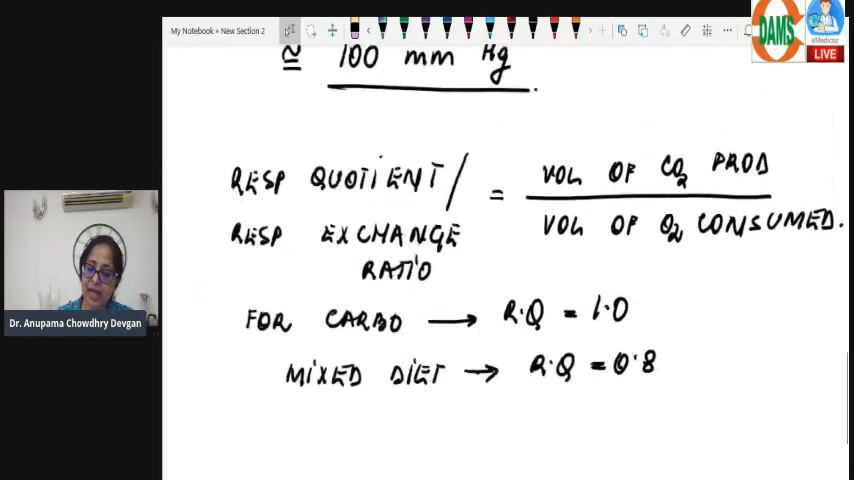 My Notebook » New Section 2
DAMS
eMedicoz
LIVE
≅ 100 mm Hg
RESP QUOTIENT / = VOL OF CO2 PROD
VOL OF O2 CONSUMED.
RESP EXCHANGE
RATIO
FOR CARBO → R.Q = 1.0
MIXED DIET → R.Q = 0.8
Dr. Anupama Chowdhry Devgan